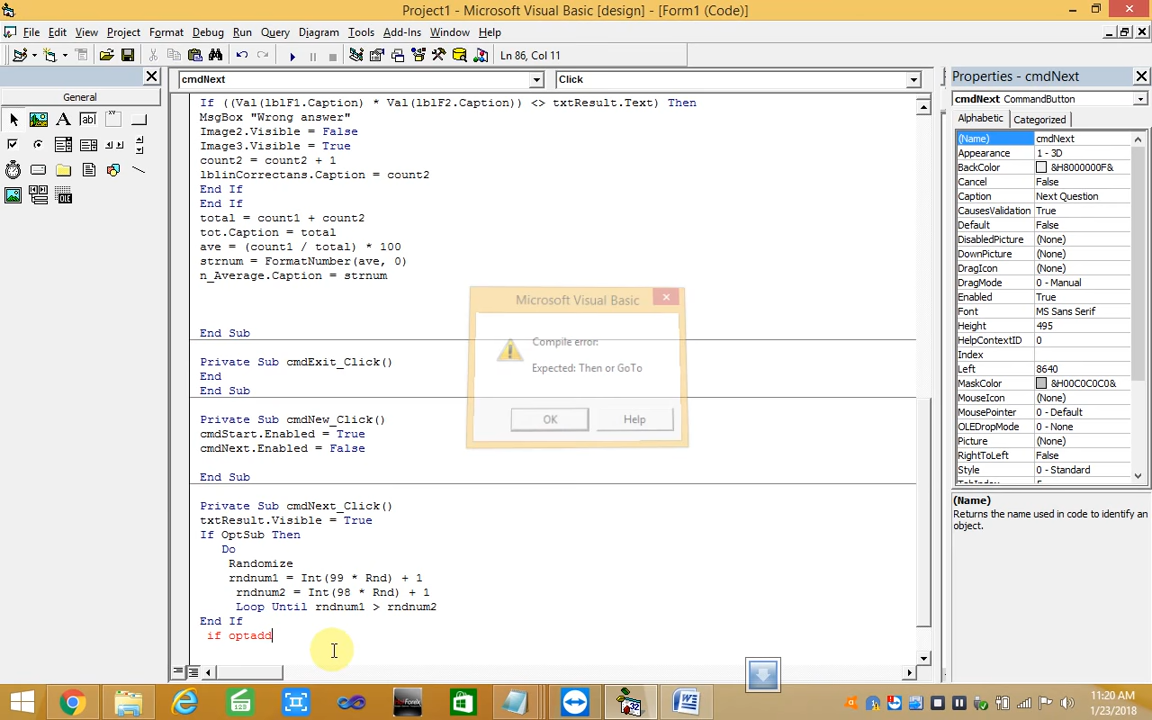 Project1 - Microsoft Visual Basic [design] - [Form1 (Code)]
File Edit View Project Format Debug Run Query Diagram Tools Add-Ins Window Help
Ln 86, Col 11
General
cmdNext Click
If ((Val(lblF1.Caption) * Val(lblF2.Caption)) <> txtResult.Text) Then
MsgBox "Wrong answer"
Image2.Visible = False
Image3.Visible = True
count2 = count2 + 1
lblinCorrectans.Caption = count2
End If
End If
total = count1 + count2
tot.Caption = total
ave = (count1 / total) * 100
strnum = FormatNumber(ave, 0)
n_Average.Caption = strnum
End Sub
Private Sub cmdExit_Click()
End
End Sub
Private Sub cmdNew_Click()
cmdStart.Enabled = True
cmdNext.Enabled = False
End Sub
Private Sub cmdNext_Click()
txtResult.Visible = True
If OptSub Then
Do
Randomize
rndnum1 = Int(99 * Rnd) + 1
rndnum2 = Int(98 * Rnd) + 1
Loop Until rndnum1 > rndnum2
End If
if optadd
Microsoft Visual Basic
Compile error:
Expected: Then or GoTo
OK Help
Properties - cmdNext
cmdNext CommandButton
Alphabetic Categorized
(Name) cmdNext
Appearance 1 - 3D
BackColor &H8000000F&
Cancel False
Caption Next Question
CausesValidation True
Default False
DisabledPicture (None)
DownPicture (None)
DragIcon (None)
DragMode 0 - Manual
Enabled True
Font MS Sans Serif
Height 495
HelpContextID 0
Index
Left 8640
MaskColor &H00C0C0C0&
MouseIcon (None)
MousePointer 0 - Default
OLEDropMode 0 - None
Picture (None)
RightToLeft False
Style 0 - Standard
(Name)
Returns the name used in code to identify an
object.
11:20 AM
1/23/2018